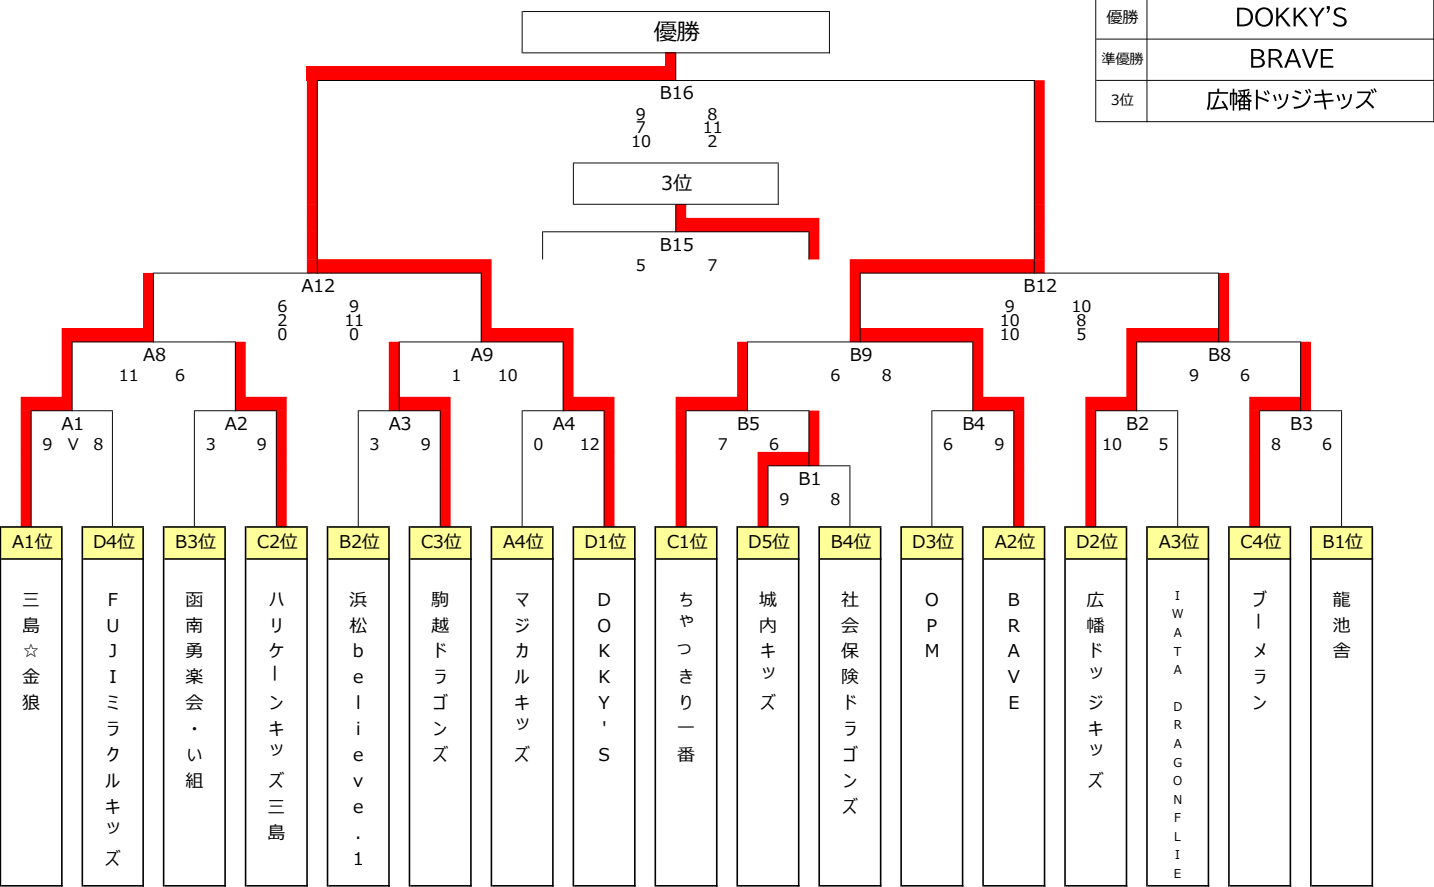 優勝
優勝 DOKKY'S
準優勝 BRAVE
3位 広幡ドッジキッズ
B16
9 8
7 11
10 2
3位
B15
5 7
A12
6 9
2 11
0 0
B12
9 10
10 8
10 5
A8
11 6
A9
1 10
B9
6 8
B8
9 6
A1
9 V 8
A2
3 9
A3
3 9
A4
0 12
B5
7 6
B4
6 9
B2
10 5
B3
8 6
B1
9 8
A1位 D4位 B3位 C2位 B2位 C3位 A4位 D1位 C1位 D5位 B4位 D3位 A2位 D2位 A3位 C4位 B1位
三島☆金狼
FUJIミラクルキッズ
函南勇楽会・い組
ハリケーンキッズ三島
浜松believe.1
駒越ドラゴンズ
マジカルキッズ
DOKKY'S
ちゃつきり一番
城内キッズ
社会保険ドラゴンズ
OPM
BRAVE
広幡ドッジキッズ
IWATA DRAGONFLIE
ブーメラン
龍池舎